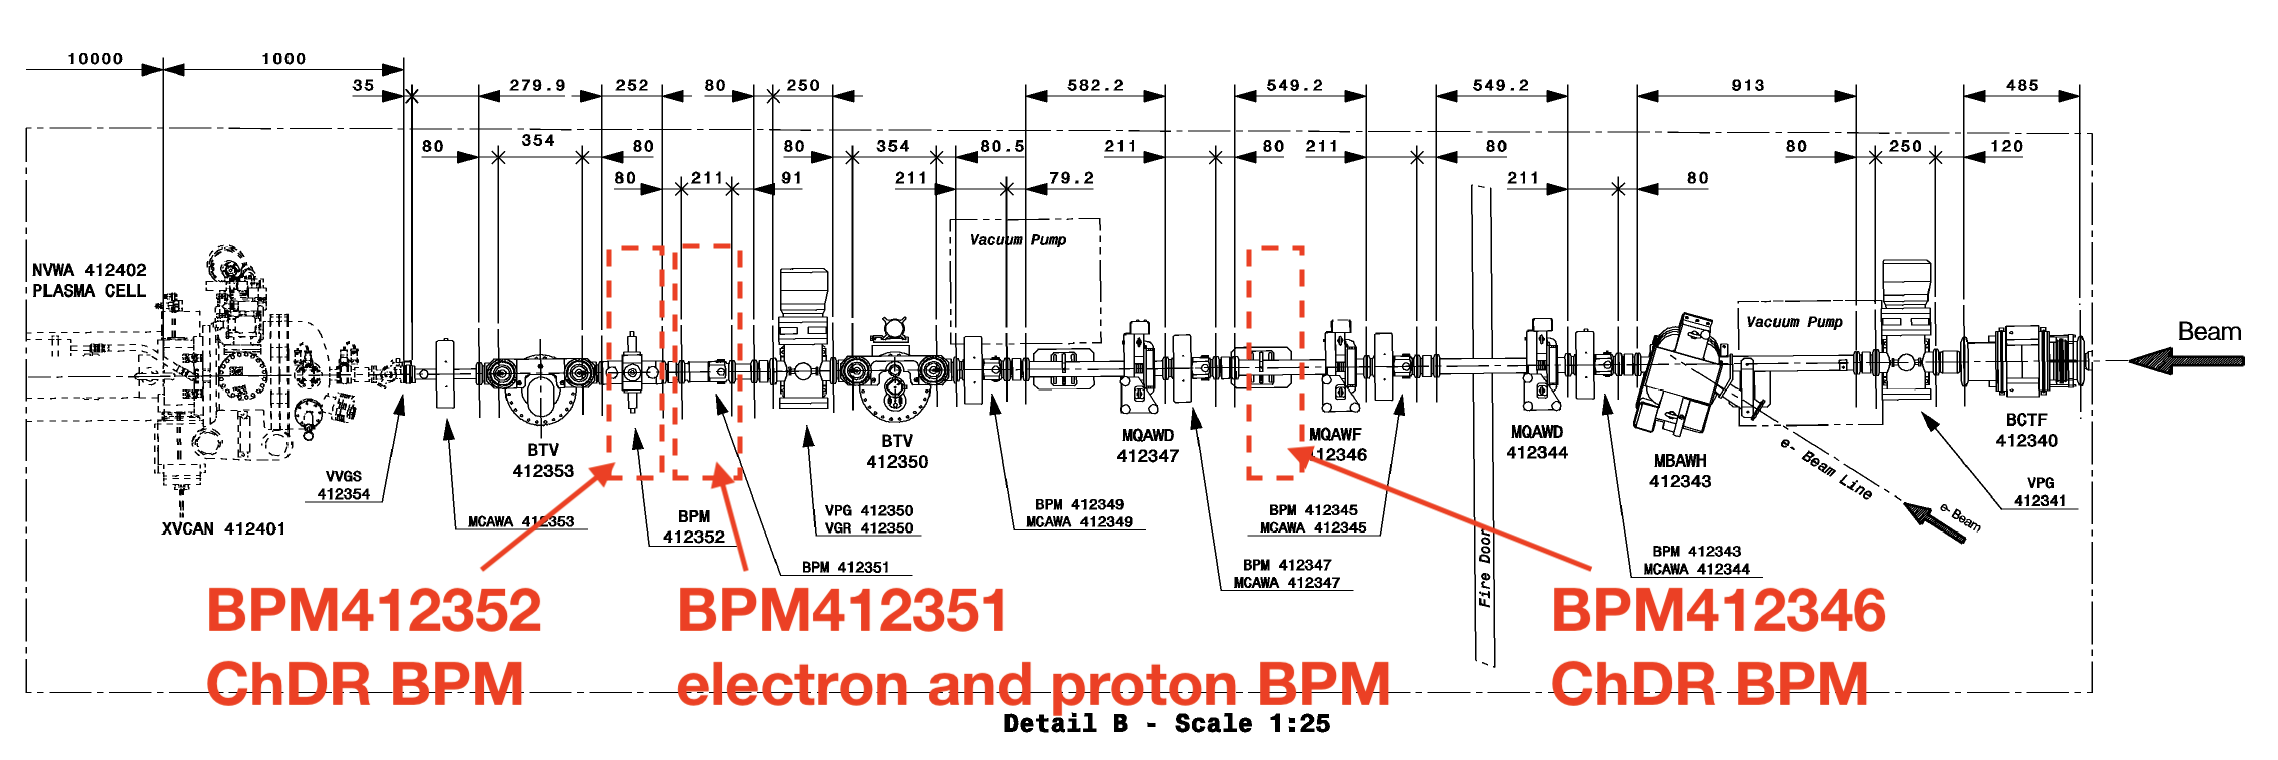 10000
1000
35
279.9
252
80
250
582.2
549.2
549.2
913
485
80
354
80
80
354
80.5
211
80
211
80
80
250
120
80
211
91
211
79.2
211
80
Vacuum Pump
NVWA 412402
PLASMA CELL
Vacuum Pump
Beam
BTV
412353
BTV
412350
MQAWD
412347
MQAWF
412346
MQAWD
412344
MBAWH
412343
BCTF
412340
e- Beam Line
e- Beam
VVGS
412354
VPG
412341
XVCAN 412401
MCAWA 412353
BPM
412352
VPG 412350
VGR 412350
BPM 412349
MCAWA 412349
BPM 412345
MCAWA 412345
BPM 412351
BPM 412347
MCAWA 412347
BPM 412343
MCAWA 412344
Fire Door
BPM412352
ChDR BPM
BPM412351
electron and proton BPM
BPM412346
ChDR BPM
Detail B - Scale 1:25